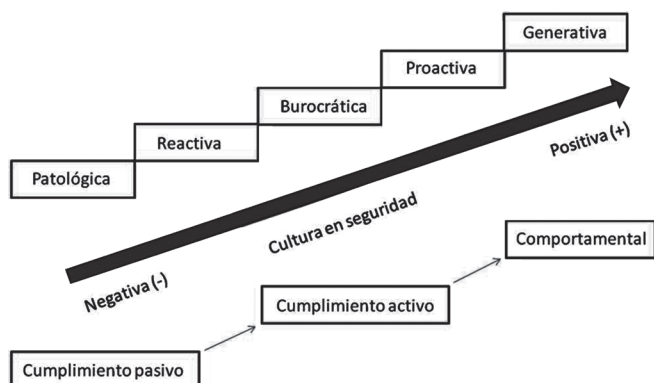 Generativa
Proactiva
Burocrática
Reactiva
Patológica
Positiva (+)
Cultura en seguridad
Negativa (-)
Comportamental
Cumplimiento activo
Cumplimiento pasivo